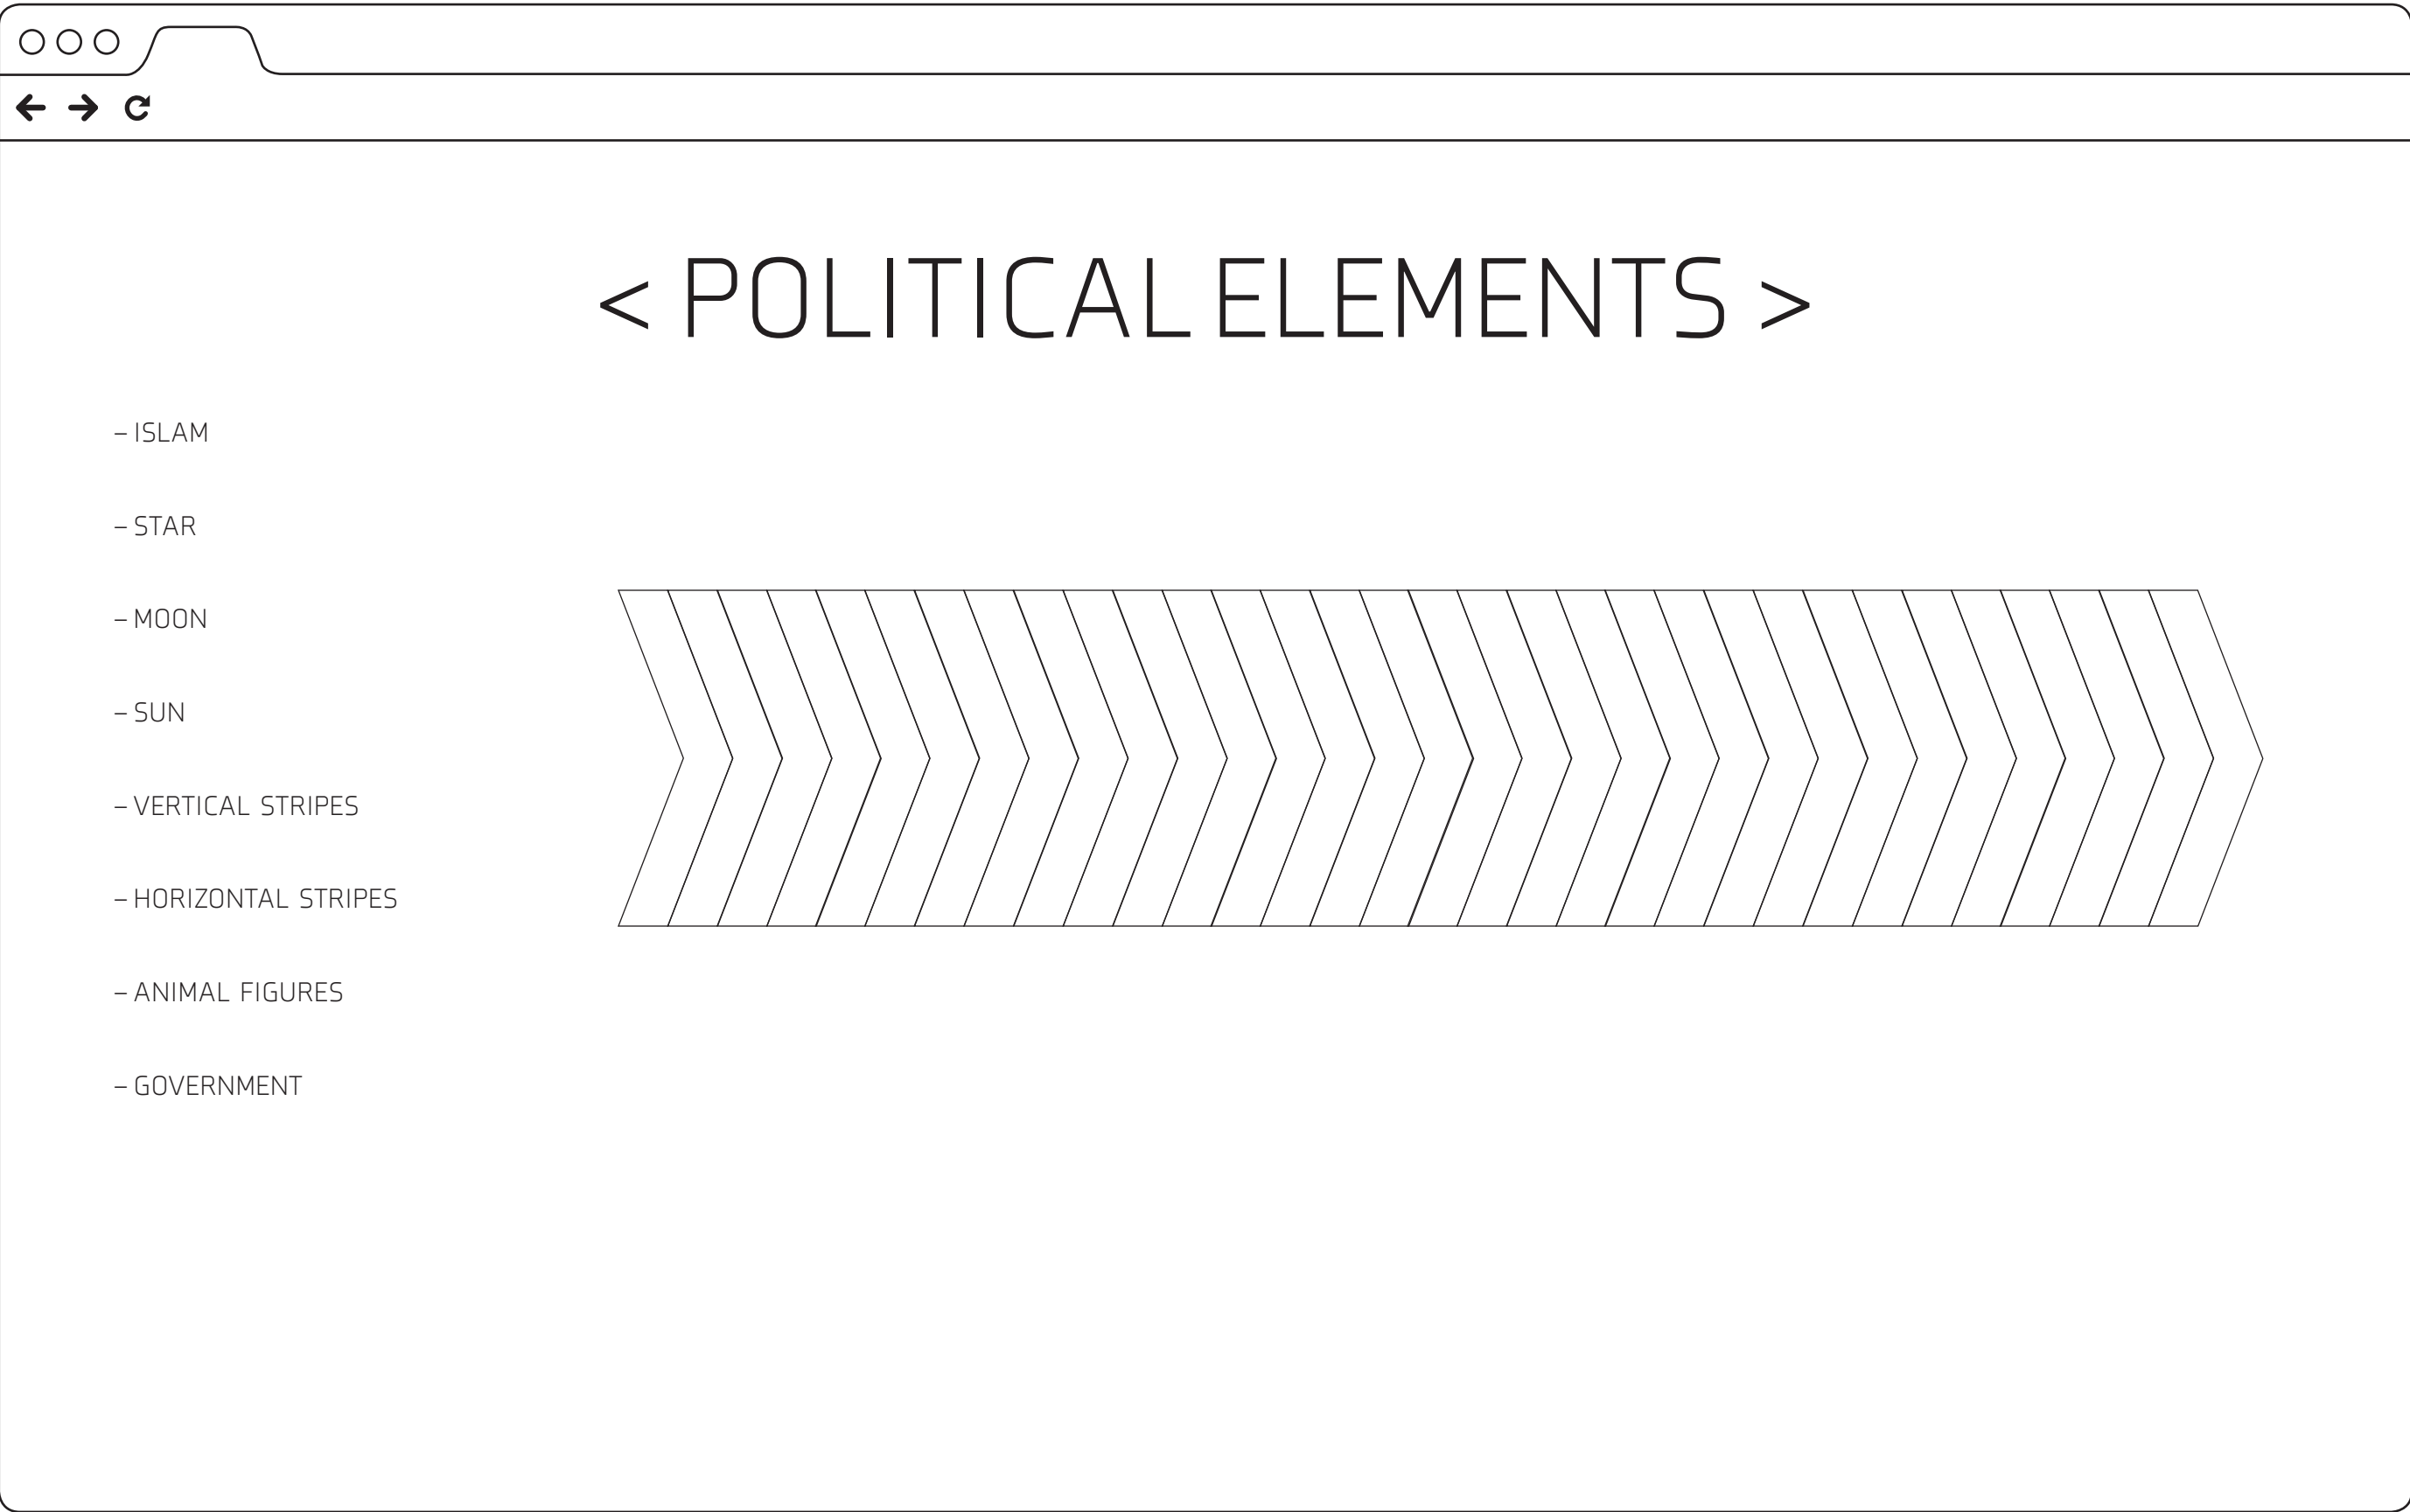 < POLITICAL ELEMENTS >
– ISLAM
– STAR
– MOON
– SUN
– VERTICAL STRIPES
– HORIZONTAL STRIPES
– ANIMAL FIGURES
– GOVERNMENT